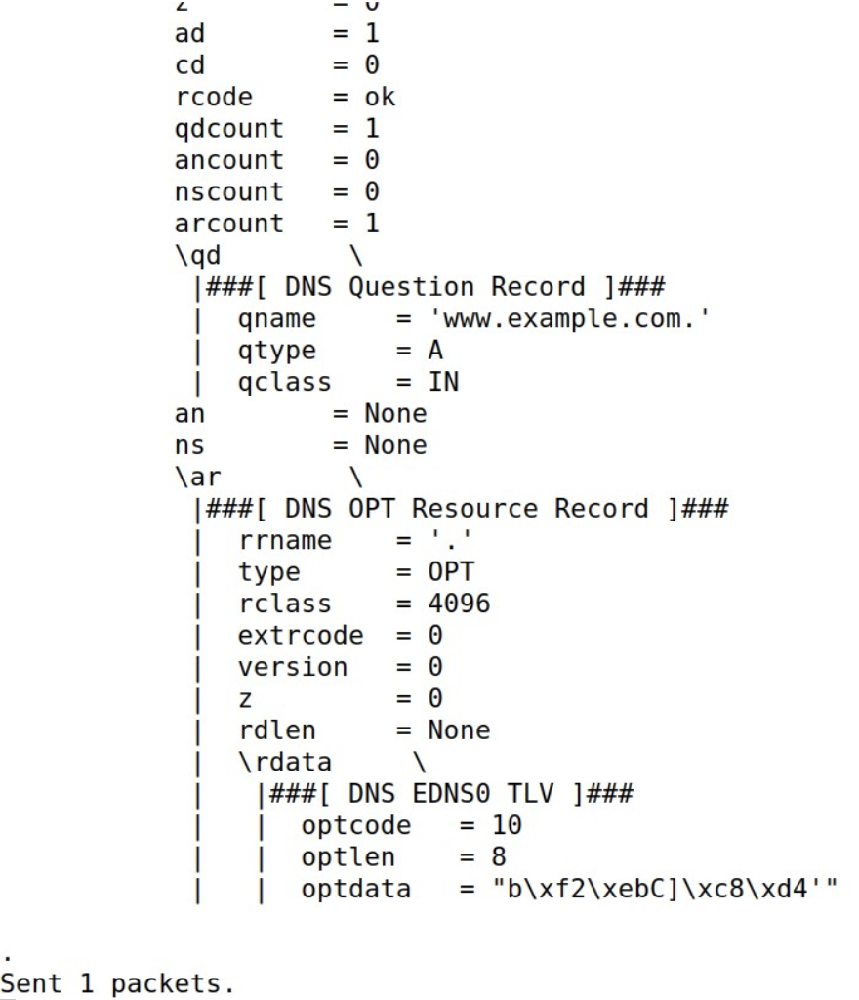 ad        = 1
cd        = 0
rcode     = ok
qdcount   = 1
ancount   = 0
nscount   = 0
arcount   = 1
\qd        \
 |###[ DNS Question Record ]###
 |  qname     = 'www.example.com.'
 |  qtype     = A
 |  qclass    = IN
an        = None
ns        = None
\ar        \
 |###[ DNS OPT Resource Record ]###
 |  rrname    = '.'
 |  type      = OPT
 |  rclass    = 4096
 |  extrcode  = 0
 |  version   = 0
 |  z         = 0
 |  rdlen     = None
 |  \rdata     \
 |   |###[ DNS EDNS0 TLV ]###
 |   |  optcode   = 10
 |   |  optlen    = 8
 |   |  optdata   = "b\xf2\xebC]\xc8\xd4'"
.
Sent 1 packets.